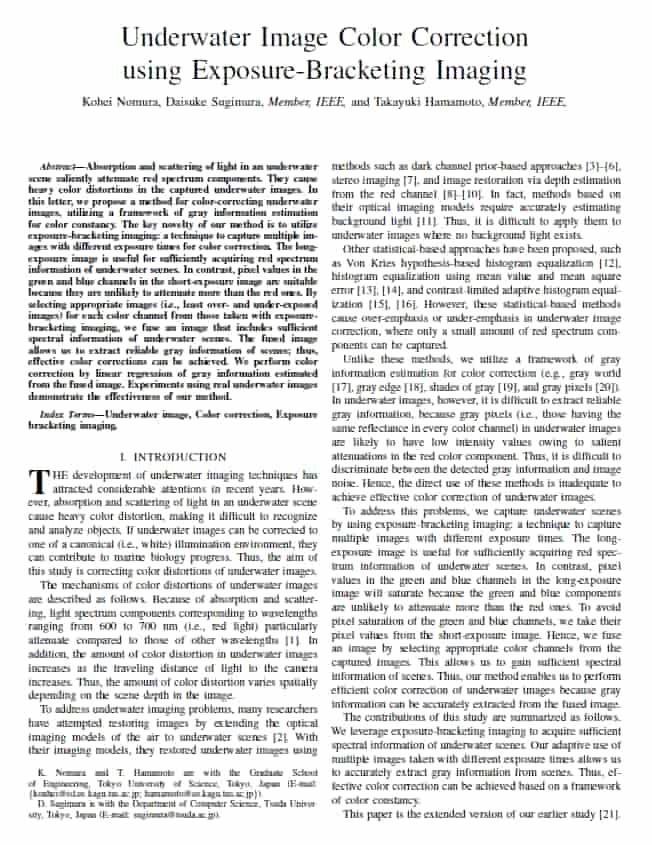 Underwater Image Color Correction
using Exposure-Bracketing Imaging
Kohei Nomura, Daisuke Sugimura, Member, IEEE, and Takayuki Hamamoto, Member, IEEE,
Abstract—Absorption and scattering of light in an underwater
scene saliently attenuate red spectrum components. They cause
heavy color distortions in the captured underwater images. In
this letter, we propose a method for color-correcting underwater
images, utilizing a framework of gray information estimation
for color constancy. The key novelty of our method is to utilize
exposure-bracketing imaging: a technique to capture multiple im-
ages with different exposure times for color correction. The long-
exposure image is useful for sufficiently acquiring red spectrum
information of underwater scenes. In contrast, pixel values in the
green and blue channels in the short-exposure image are suitable
because they are unlikely to attenuate more than the red ones. By
selecting appropriate images (i.e., least over- and under-exposed
images) for each color channel from those taken with exposure-
bracketing imaging, we fuse an image that includes sufficient
spectral information of underwater scenes. The fused image
allows us to extract reliable gray information of scenes; thus,
effective color corrections can be achieved. We perform color
correction by linear regression of gray information estimated
from the fused image. Experiments using real underwater images
demonstrate the effectiveness of our method.
Index Terms—Underwater image, Color correction, Exposure
bracketing imaging.
I. INTRODUCTION
THE development of underwater imaging techniques has
attracted considerable attentions in recent years. How-
ever, absorption and scattering of light in an underwater scene
cause heavy color distortion, making it difficult to recognize
and analyze objects. If underwater images can be corrected to
one of a canonical (i.e., white) illumination environment, they
can contribute to marine biology progress. Thus, the aim of
this study is correcting color distortions of underwater images.
The mechanisms of color distortions of underwater images
are described as follows. Because of absorption and scatter-
ing, light spectrum components corresponding to wavelengths
ranging from 600 to 700 nm (i.e., red light) particularly
attenuate compared to those of other wavelengths [1]. In
addition, the amount of color distortion in underwater images
increases as the traveling distance of light to the camera
increases. Thus, the amount of color distortion varies spatially
depending on the scene depth in the image.
To address underwater imaging problems, many researchers
have attempted restoring images by extending the optical
imaging models of the air to underwater scenes [2]. With
their imaging models, they restored underwater images using
K. Nomura and T. Hamamoto are with the Graduate School
of Engineering, Tokyo University of Science, Tokyo, Japan (E-mail:
D. Sugimura is with the Department of Computer Science, Tsuda Univer-
sity, Tokyo, Japan (E-mail: sugimura@tsuda.ac.jp)
methods such as dark channel prior-based approaches [3]–[6],
stereo imaging [7], and image restoration via depth estimation
from the red channel [8]–[10]. In fact, methods based on
their optical imaging models require accurately estimating
background light [11]. Thus, it is difficult to apply them to
underwater images where no background light exists.
Other statistical-based approaches have been proposed, such
as Von Kries hypothesis-based histogram equalization [12],
histogram equalization using mean value and mean square
error [13], [14], and contrast-limited adaptive histogram equal-
ization [15], [16]. However, these statistical-based methods
cause over-emphasis or under-emphasis in underwater image
correction, where only a small amount of red spectrum com-
ponents can be captured.
Unlike these methods, we utilize a framework of gray
information estimation for color correction (e.g., gray world
[17], gray edge [18], shades of gray [19], and gray pixels [20]).
In underwater images, however, it is difficult to extract reliable
gray information, because gray pixels (i.e., those having the
same reflectance in every color channel) in underwater images
are likely to have low intensity values owing to salient
attenuations in the red color component. Thus, it is difficult to
discriminate between the detected gray information and image
noise. Hence, the direct use of these methods is inadequate to
achieve effective color correction of underwater images.
To address this problems, we capture underwater scenes
by using exposure-bracketing imaging: a technique to capture
multiple images with different exposure times. The long-
exposure image is useful for sufficiently acquiring red spec-
trum information of underwater scenes. In contrast, pixel
values in the green and blue channels in the long-exposure
image will saturate because the green and blue components
are unlikely to attenuate more than the red ones. To avoid
pixel saturation of the green and blue channels, we take their
pixel values from the short-exposure image. Hence, we fuse
an image by selecting appropriate color channels from the
captured images. This allows us to gain sufficient spectral
information of scenes. Thus, our method enables us to perform
efficient color correction of underwater images because gray
information can be accurately extracted from the fused image.
The contributions of this study are summarized as follows.
We leverage exposure-bracketing imaging to acquire sufficient
spectral information of underwater scenes. Our adaptive use of
multiple images taken with different exposure times allows us
to accurately extract gray information from scenes. Thus, ef-
fective color correction can be achieved based on a framework
of color constancy.
This paper is the extended version of our earlier study [21].